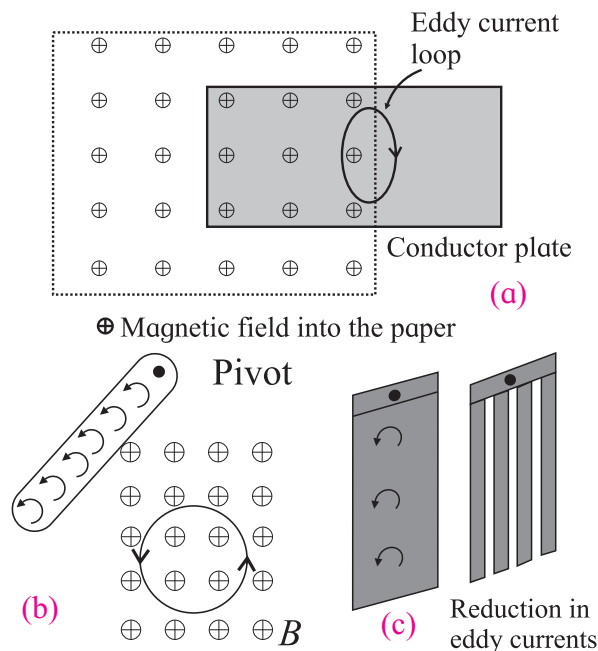 Eddy current
loop
Conductor plate
(a)
⊕ Magnetic field into the paper
Pivot
(b)
B
(c)
Reduction in
eddy currents